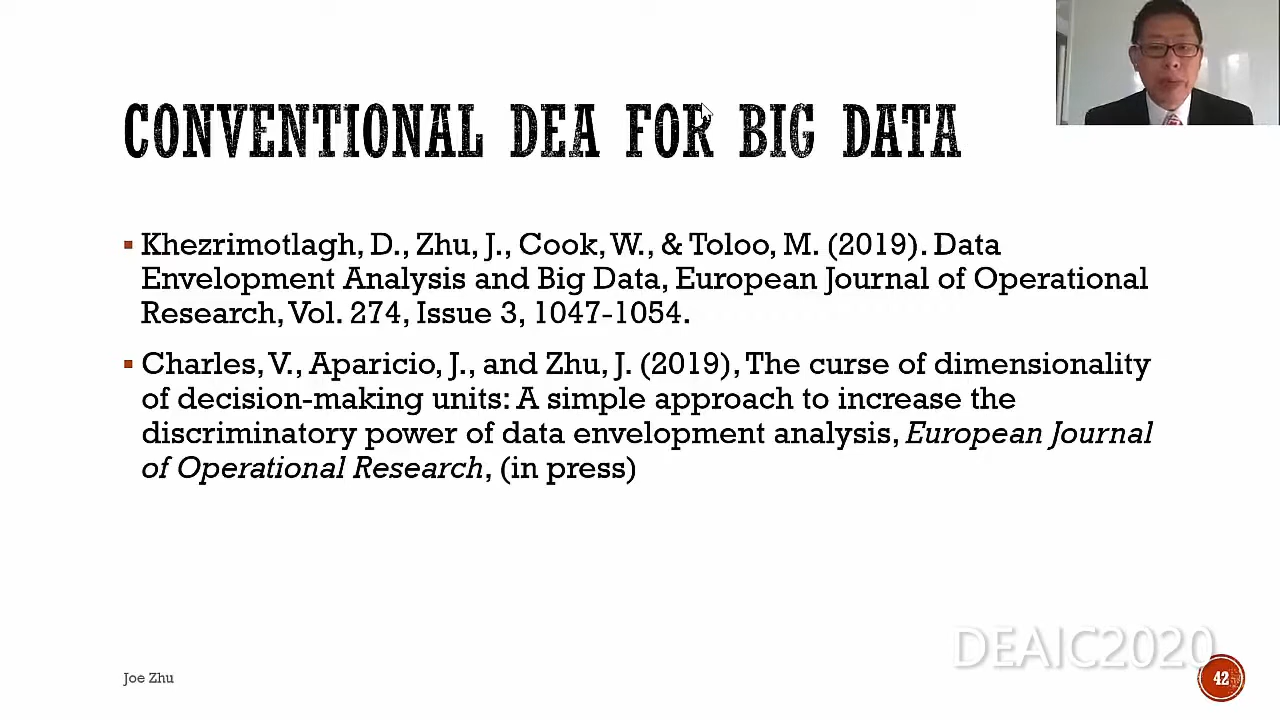 CONVENTIONAL DEA FOR BIG DATA
▪ Khezrimotlagh, D., Zhu, J., Cook, W., & Toloo, M. (2019). Data
Envelopment Analysis and Big Data, European Journal of Operational
Research, Vol. 274, Issue 3, 1047-1054.
▪ Charles, V., Aparicio, J., and Zhu, J. (2019), The curse of dimensionality
of decision-making units: A simple approach to increase the
discriminatory power of data envelopment analysis, European Journal
of Operational Research, (in press)
DEAIC2020
Joe Zhu
42